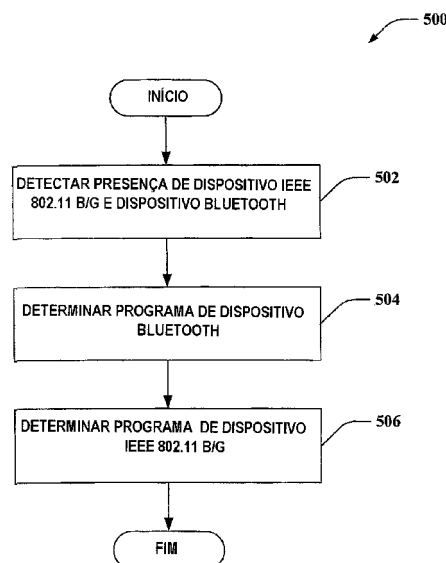 500
INÍCIO
DETECTAR PRESENÇA DE DISPOSITIVO IEEE
802.11 B/G E DISPOSITIVO BLUETOOTH
502
DETERMINAR PROGRAMA DE DISPOSITIVO
BLUETOOTH
504
DETERMINAR PROGRAMA DE DISPOSITIVO
IEEE 802.11 B/G
506
FIM